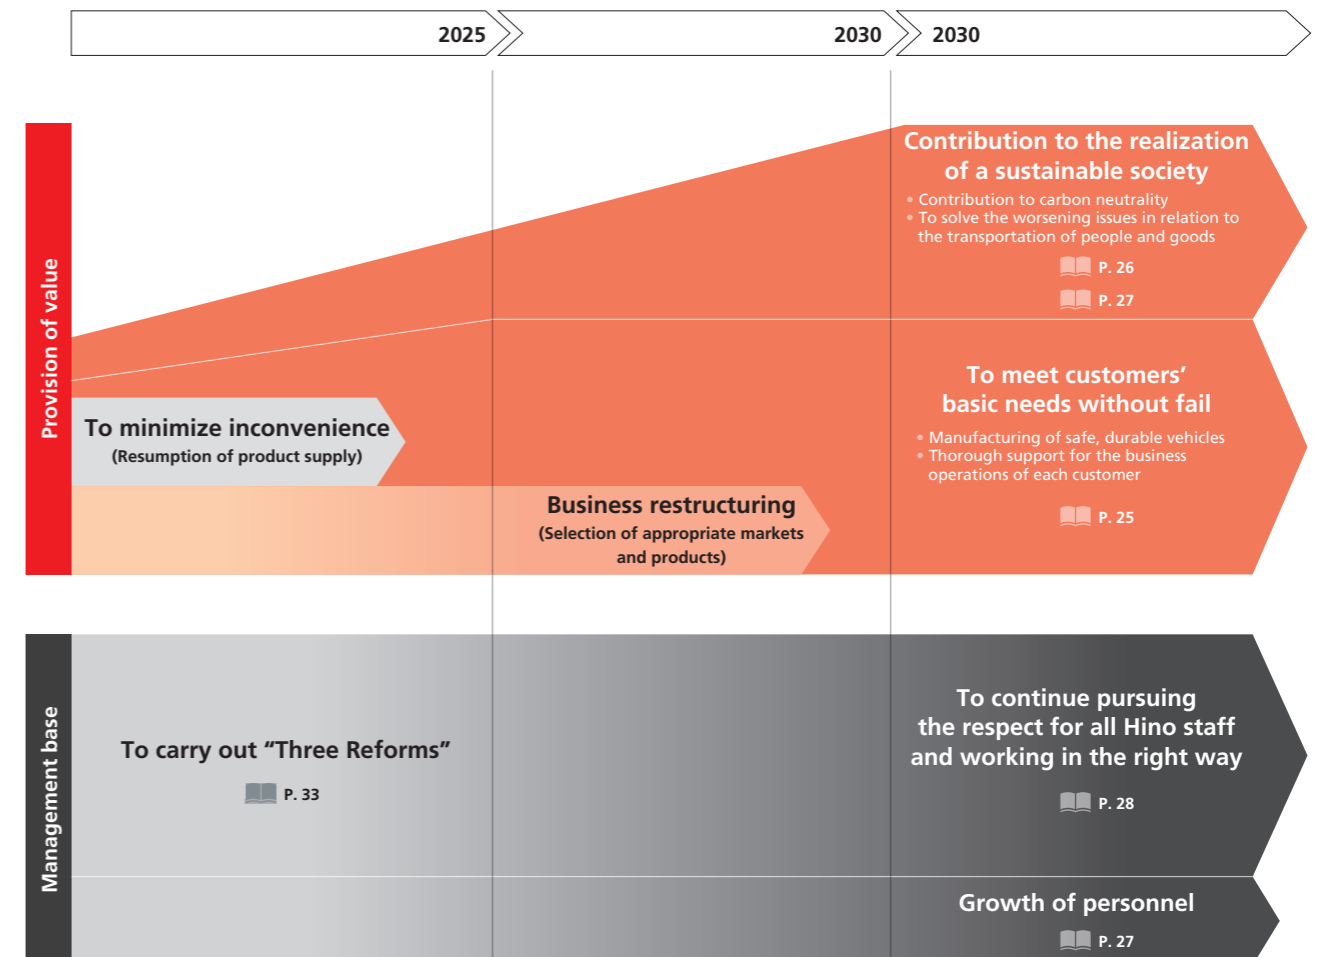 2025
2030
2030
Provision of value
Contribution to the realization
of a sustainable society
• Contribution to carbon neutrality
• To solve the worsening issues in relation to
the transportation of people and goods
P. 26
P. 27
To minimize inconvenience
(Resumption of product supply)
Business restructuring
(Selection of appropriate markets
and products)
To meet customers’
basic needs without fail
• Manufacturing of safe, durable vehicles
• Thorough support for the business
operations of each customer
P. 25
Management base
To carry out “Three Reforms”
P. 33
To continue pursuing
the respect for all Hino staff
and working in the right way
P. 28
Growth of personnel
P. 27